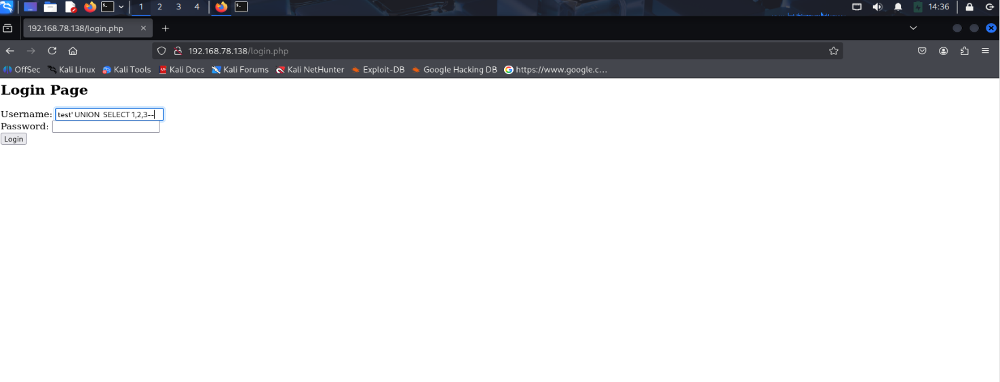 1 2 3 4 14:36
192.168.78.138/login.php
192.168.78.138/login.php
OffSec Kali Linux Kali Tools Kali Docs Kali Forums Kali NetHunter Exploit-DB Google Hacking DB https://www.google.c...
Login Page
Username: test' UNION SELECT 1,2,3--
Password:
Login